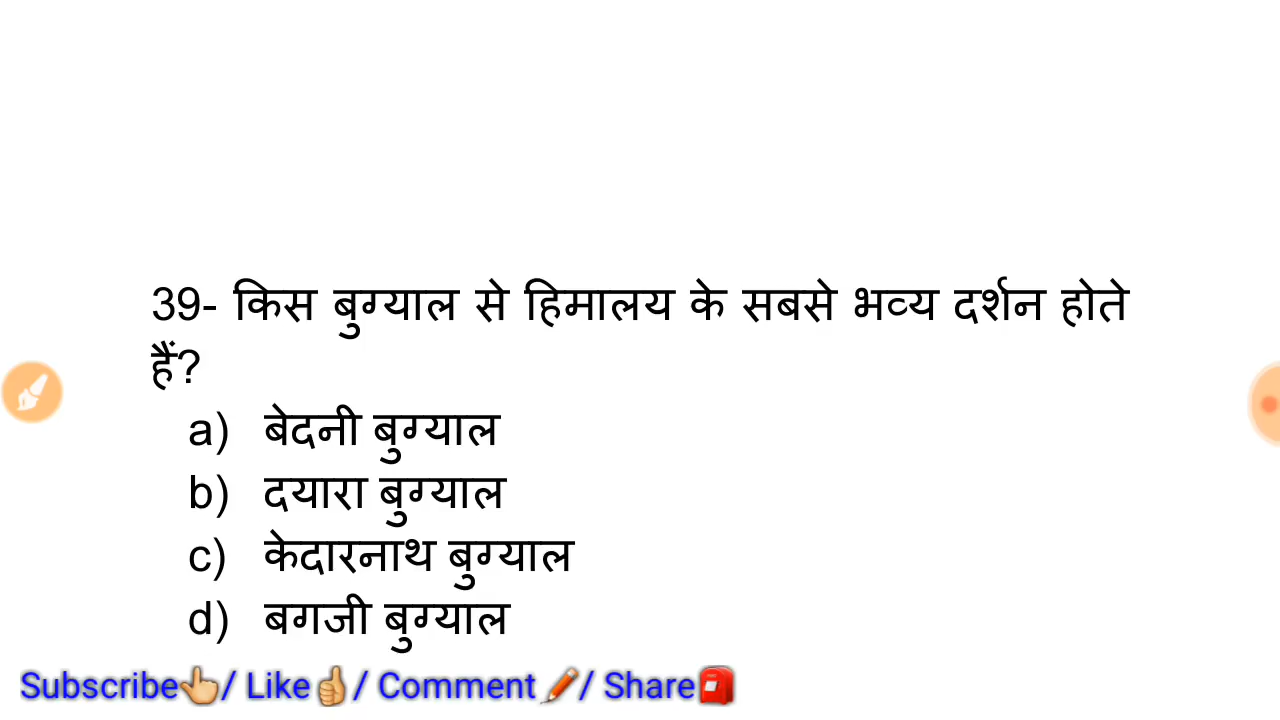 39- किस बुग्याल से हिमालय के सबसे भव्य दर्शन होते
हैं?
a) बेदनी बुग्याल
b) दयारा बुग्याल
c) केदारनाथ बुग्याल
d) बगजी बुग्याल
Subscribe👆/ Like👍/ Comment✏️/ Share📮